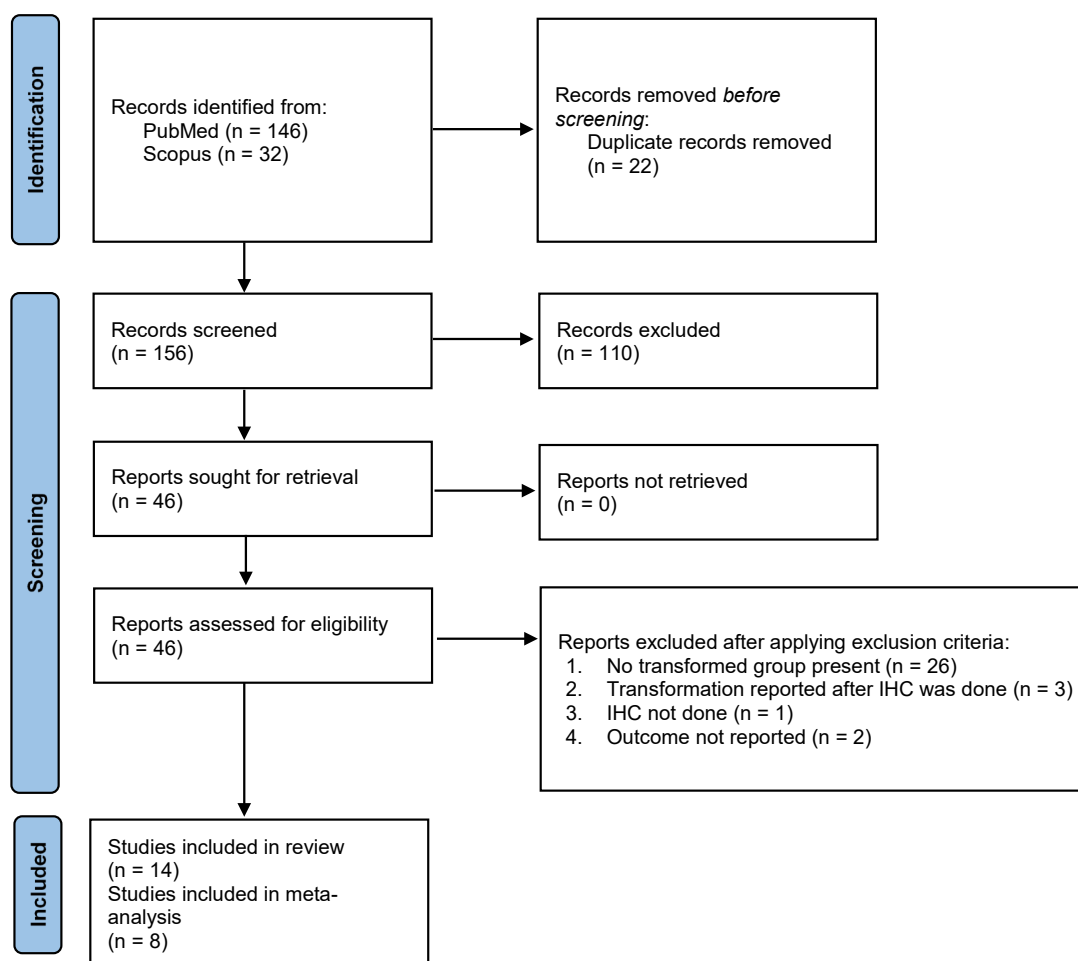 Identification
Records identified from:
PubMed (n = 146)
Scopus (n = 32)
Records removed before
screening:
Duplicate records removed
(n = 22)
Screening
Records screened
(n = 156)
Records excluded
(n = 110)
Reports sought for retrieval
(n = 46)
Reports not retrieved
(n = 0)
Reports assessed for eligibility
(n = 46)
Reports excluded after applying exclusion criteria:
1. No transformed group present (n = 26)
2. Transformation reported after IHC was done (n = 3)
3. IHC not done (n = 1)
4. Outcome not reported (n = 2)
Included
Studies included in review
(n = 14)
Studies included in meta-
analysis
(n = 8)